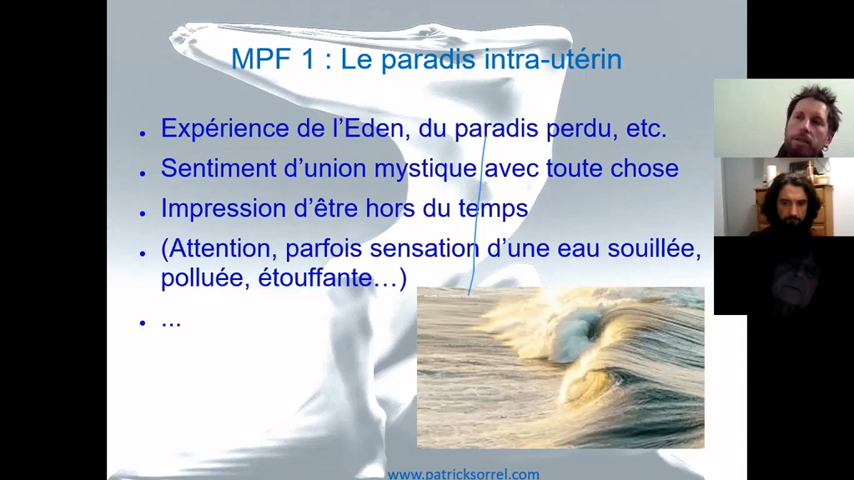 MPF 1 : Le paradis intra-utérin
• Expérience de l'Eden, du paradis perdu, etc.
• Sentiment d'union mystique avec toute chose
• Impression d'être hors du temps
• (Attention, parfois sensation d'une eau souillée,
polluée, étouffante…)
• ...
www.patricksorrel.com